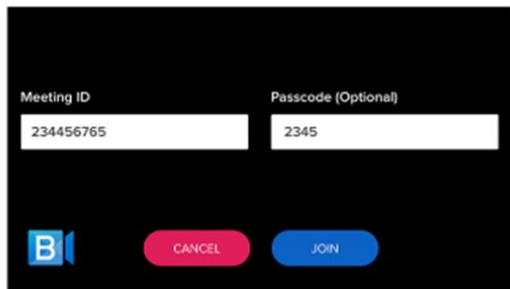 Meeting ID
Passcode (Optional)
234456765
2345
B
CANCEL
JOIN